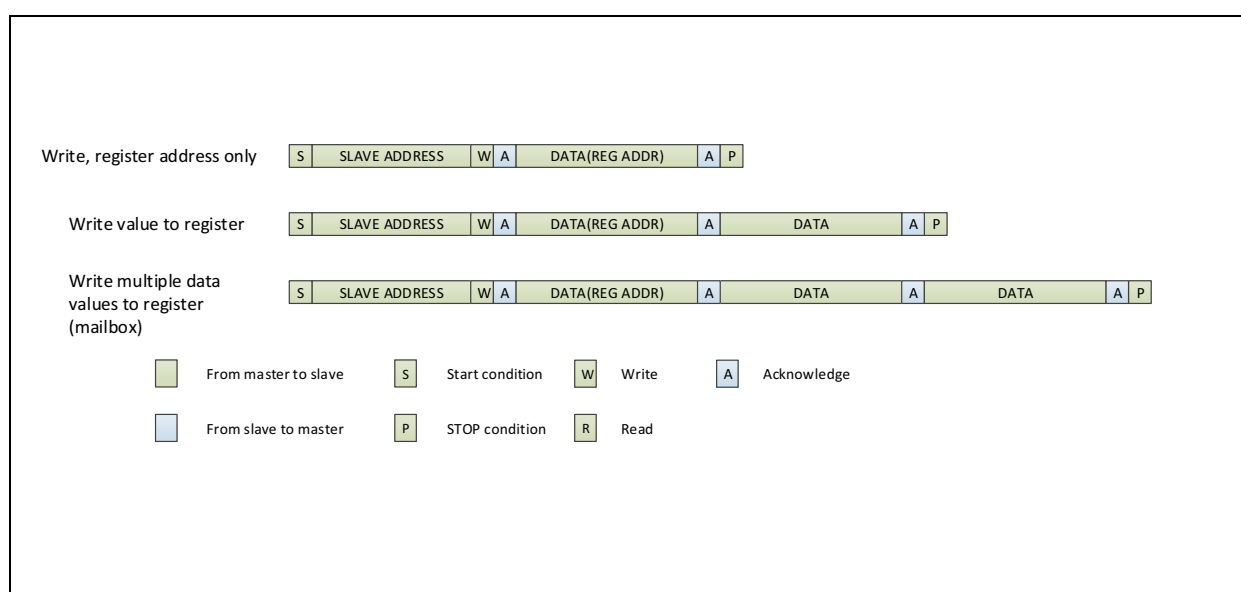 Write, register address only S SLAVE ADDRESS W A DATA(REG ADDR) A P
Write value to register S SLAVE ADDRESS W A DATA(REG ADDR) A DATA A P
Write multiple data
values to register
(mailbox)
S SLAVE ADDRESS W A DATA(REG ADDR) A DATA A DATA A P
From master to slave S Start condition W Write A Acknowledge
From slave to master P STOP condition R Read